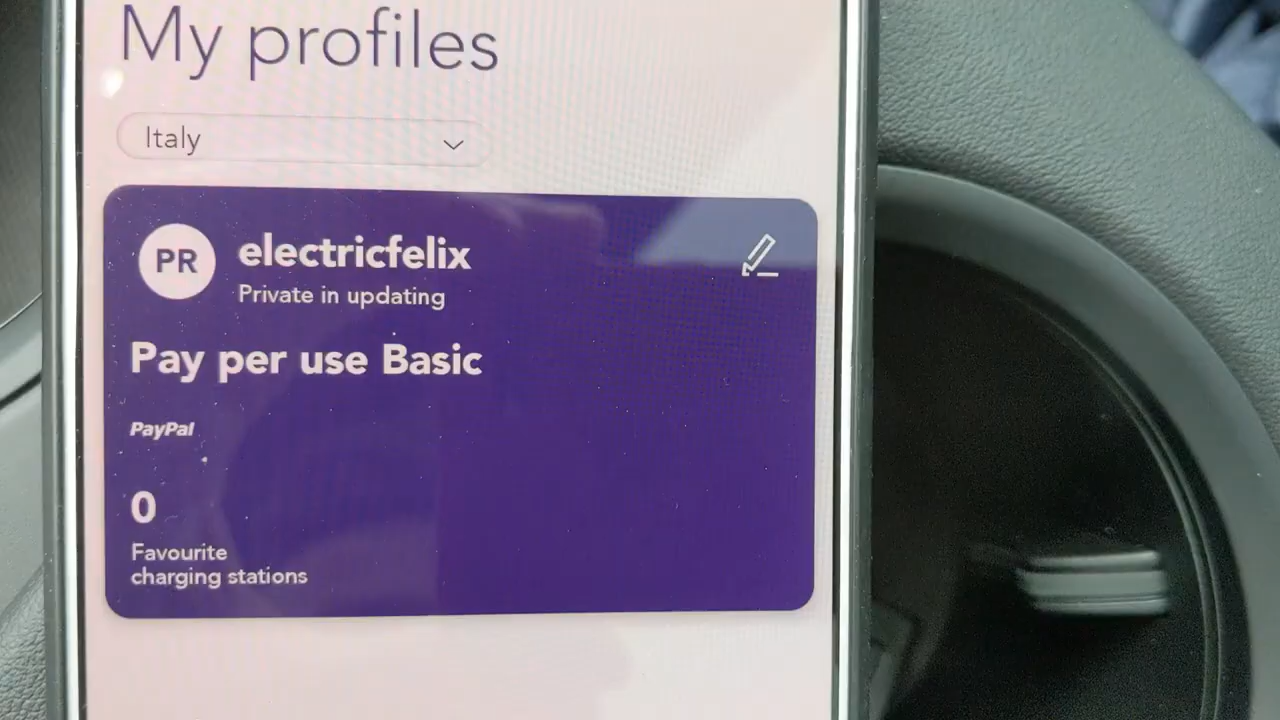 My profiles
Italy
PR
electricfelix
Private in updating
Pay per use Basic
PayPal
0
Favourite
charging stations